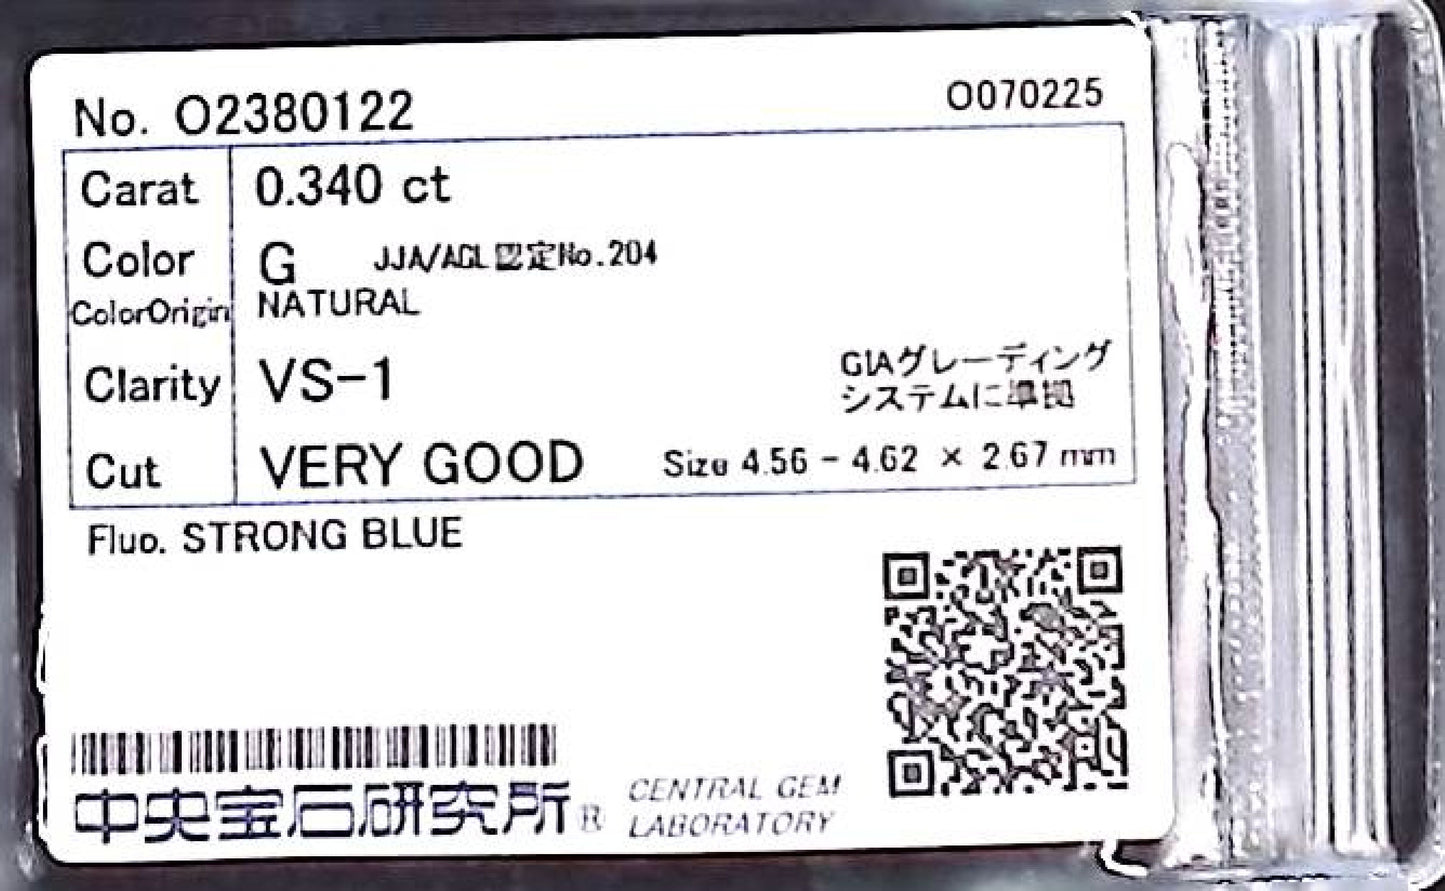 No. O2380122 O070225
Carat 0.340 ct
Color G JJA/AGL認定No.204
ColorOrigin NATURAL
Clarity VS-1 GIAグレーディング
システムに準拠
Cut VERY GOOD Size 4.56 - 4.62 × 2.67 mm
Fluo. STRONG BLUE
中央宝石研究所® CENTRAL GEM
LABORATORY